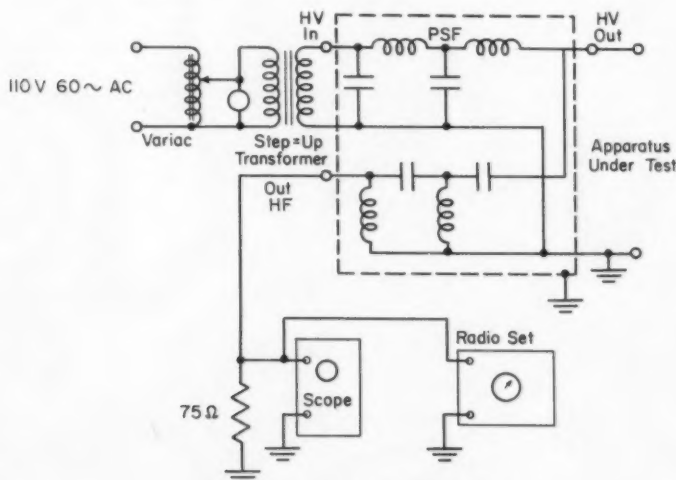 HV
In
PSF
HV
Out
110V 60~ AC
Variac
Step=Up
Transformer
Apparatus
Under Test
Out
HF
Radio Set
Scope
75Ω